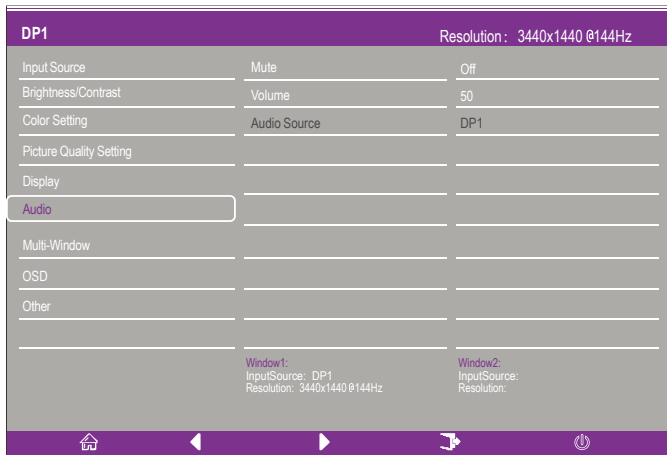 DP1 Resolution: 3440x1440 @144Hz
Input Source Mute Off
Brightness/Contrast Volume 50
Color Setting Audio Source DP1
Picture Quality Setting
Display
Audio
Multi-Window
OSD
Other
Window1: Window2:
InputSource: DP1 InputSource:
Resolution: 3440x1440 @144Hz Resolution: